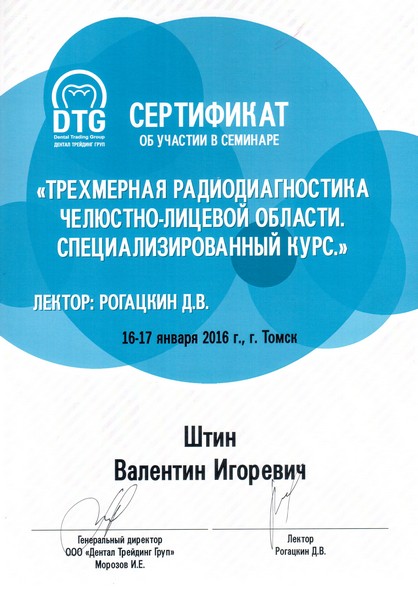 DTG
Dental Trading Group
ДЕНТАЛ ТРЕЙДИНГ ГРУП
СЕРТИФИКАТ
ОБ УЧАСТИИ В СЕМИНАРЕ
«ТРЕХМЕРНАЯ РАДИОДИАГНОСТИКА
ЧЕЛЮСТНО-ЛИЦЕВОЙ ОБЛАСТИ.
СПЕЦИАЛИЗИРОВАННЫЙ КУРС.»
ЛЕКТОР: РОГАЦКИН Д.В.
16-17 января 2016 г., г. Томск
Штин
Валентин Игоревич
Генеральный директор
ООО «Дентал Трейдинг Груп»
Морозов И.Е.
Лектор
Рогацкин Д.В.